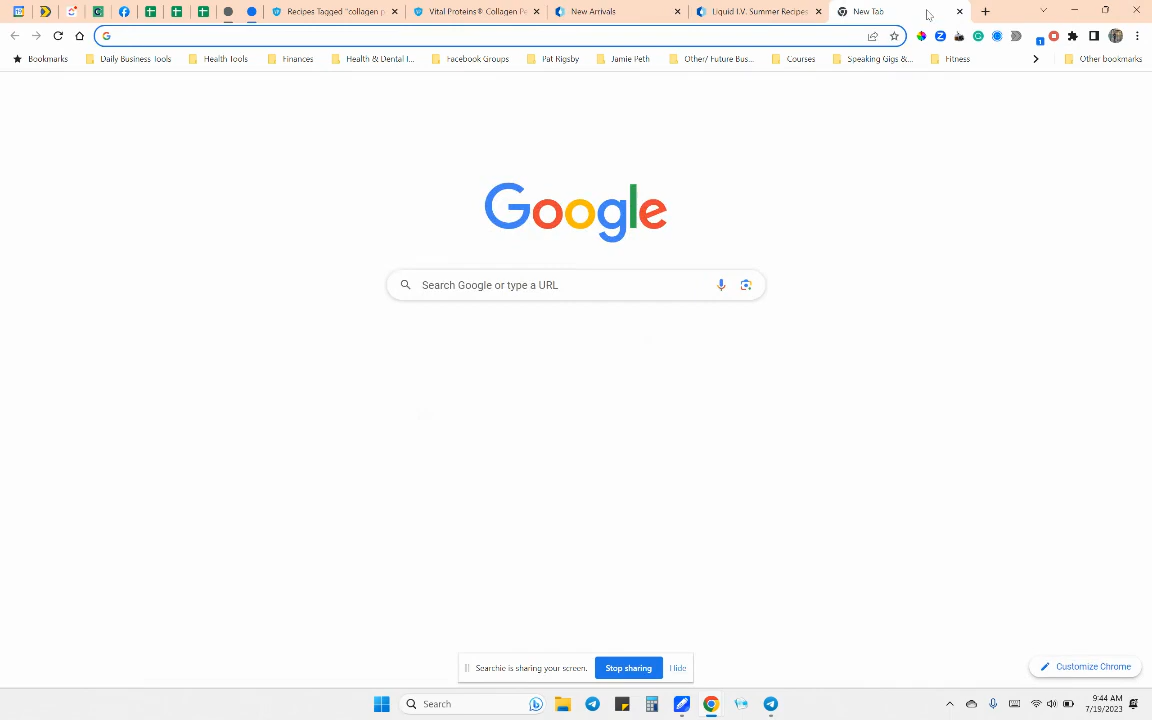 Recipes Tagged "collagen p
Vital Proteins® Collagen Pe
New Arrivals
Liquid I.V. Summer Recipes
New Tab
Bookmarks
Daily Business Tools
Health Tools
Finances
Health & Dental I...
Facebook Groups
Pat Rigsby
Jamie Peth
Other/ Future Bus...
Courses
Speaking Gigs &...
Fitness
Other bookmarks
Google
Search Google or type a URL
Searchie is sharing your screen.
Stop sharing
Hide
Customize Chrome
Search
9:44 AM
7/19/2023